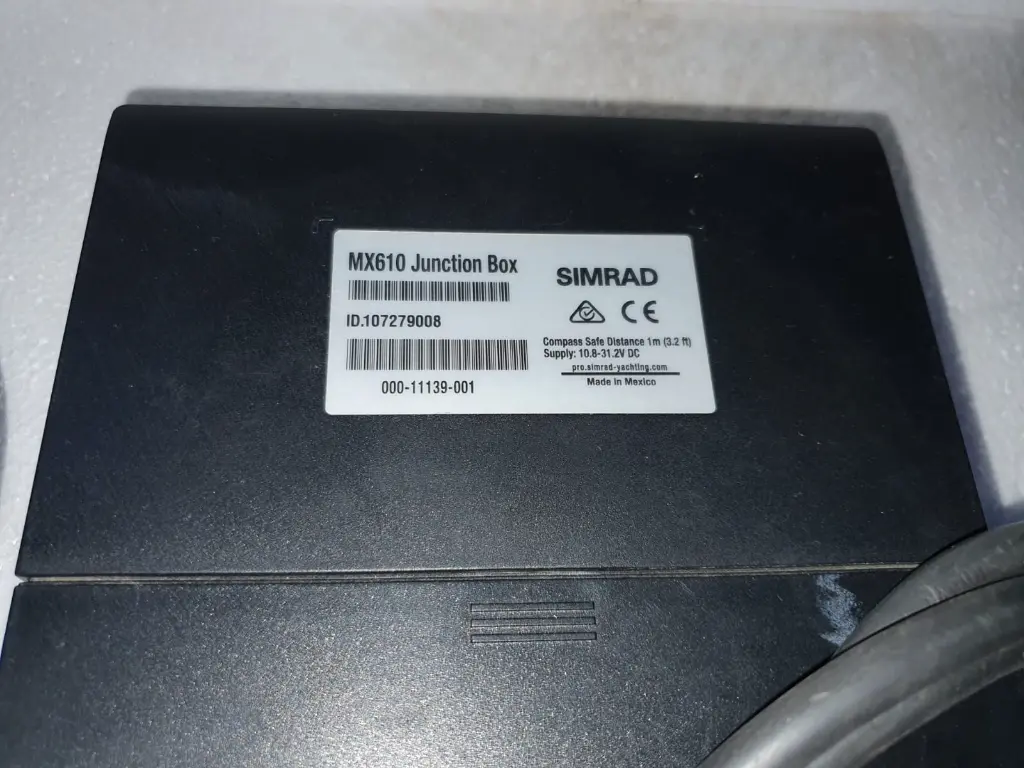 MX610 Junction Box
ID.107279008
000-11139-001
SIMRAD
CE
Compass Safe Distance 1m (3.2 ft)
Supply: 10.8-31.2V DC
pro.simrad-yachting.com
Made in Mexico